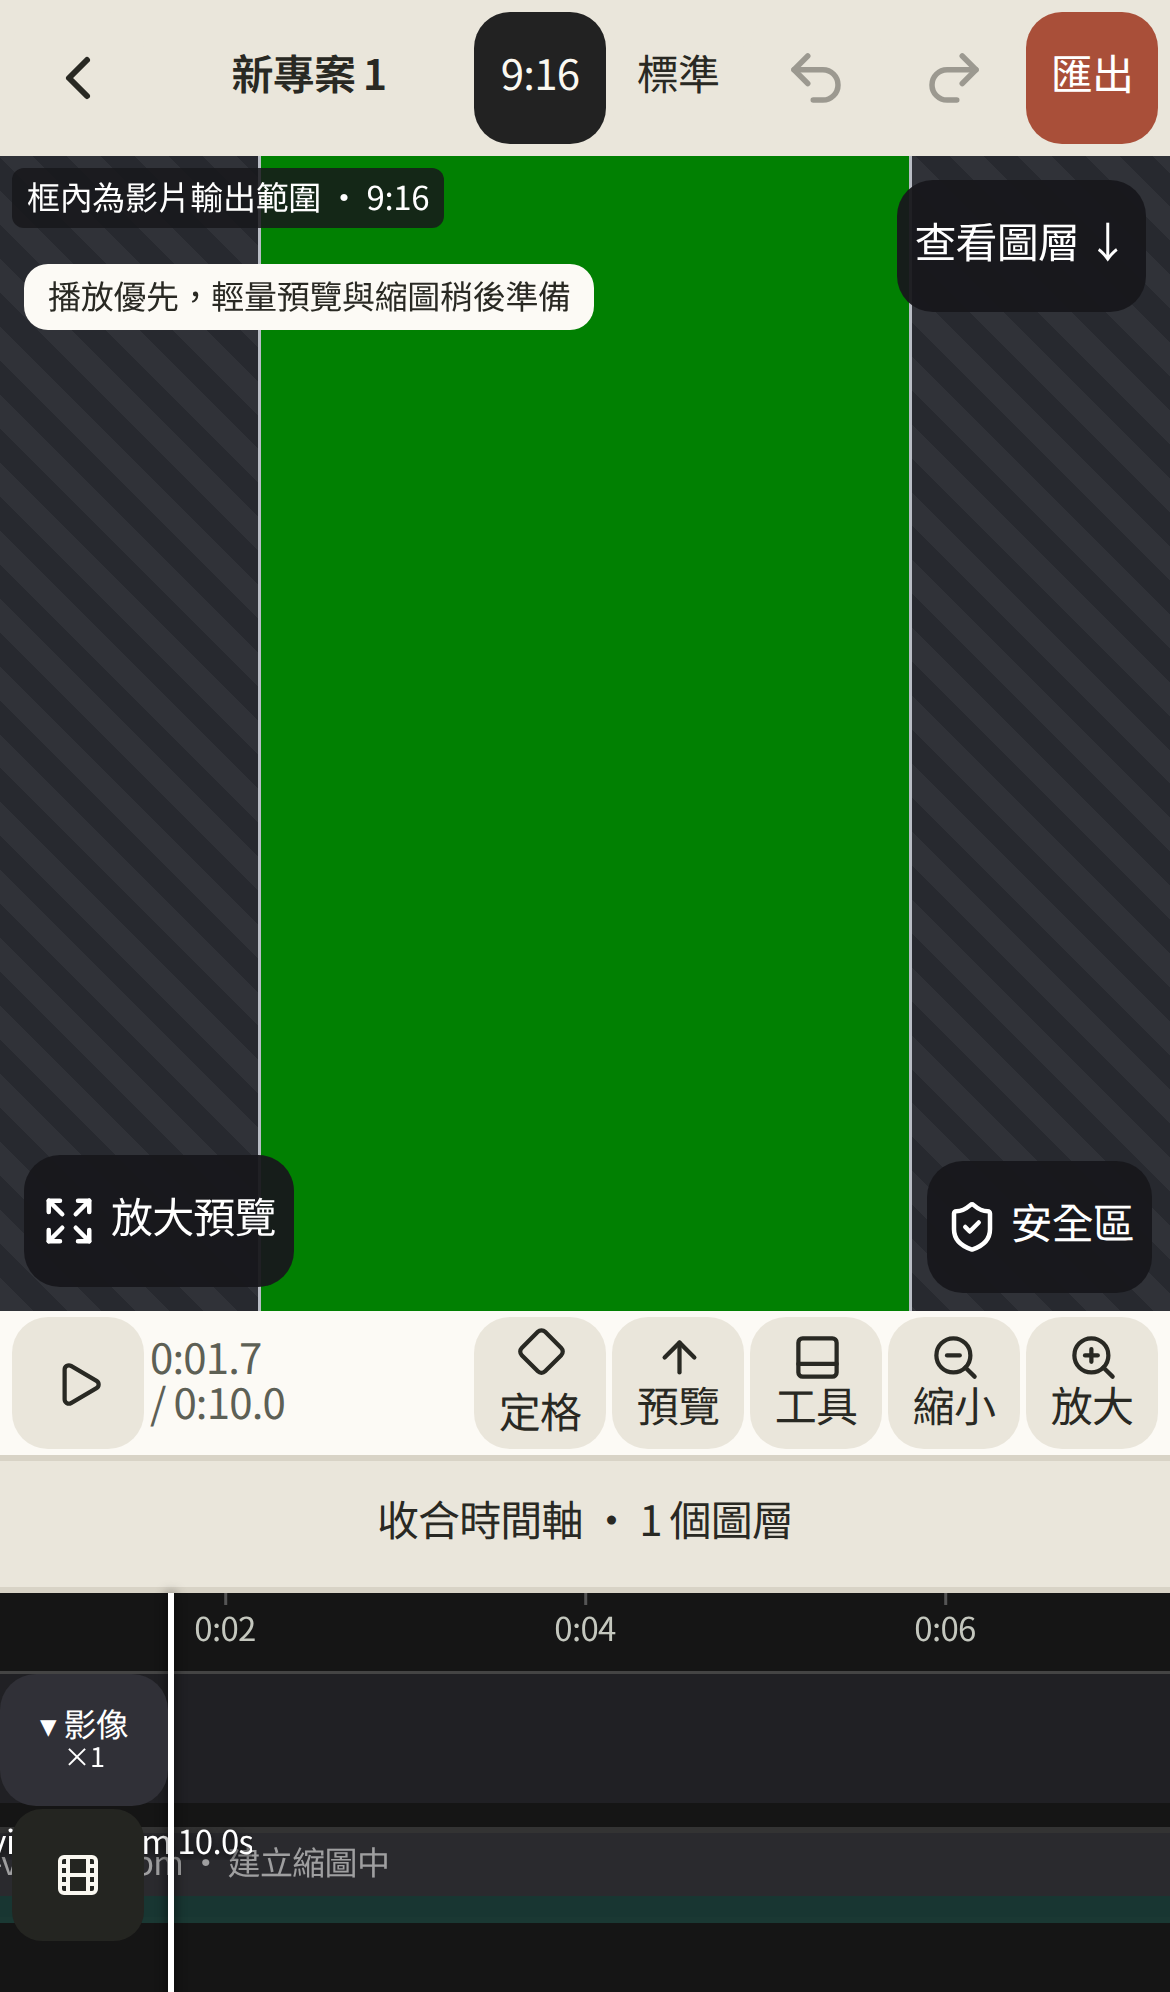 新專案 1
9:16
標準
匯出
框內為影片輸出範圍 · 9:16
查看圖層 ↓
播放優先，輕量預覽與縮圖稍後準備
放大預覽
安全區
0:01.7
/ 0:10.0
定格
預覽
工具
縮小
放大
收合時間軸 · 1 個圖層
0:02
0:04
0:06
▾ 影像
×1
10.0s
· 建立縮圖中